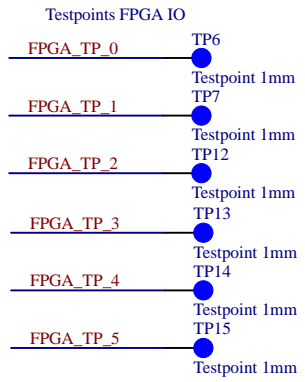 Testpoints FPGA IO
TP6
FPGA_TP_0
Testpoint 1mm
TP7
FPGA_TP_1
Testpoint 1mm
TP12
FPGA_TP_2
Testpoint 1mm
TP13
FPGA_TP_3
Testpoint 1mm
TP14
FPGA_TP_4
Testpoint 1mm
TP15
FPGA_TP_5
Testpoint 1mm